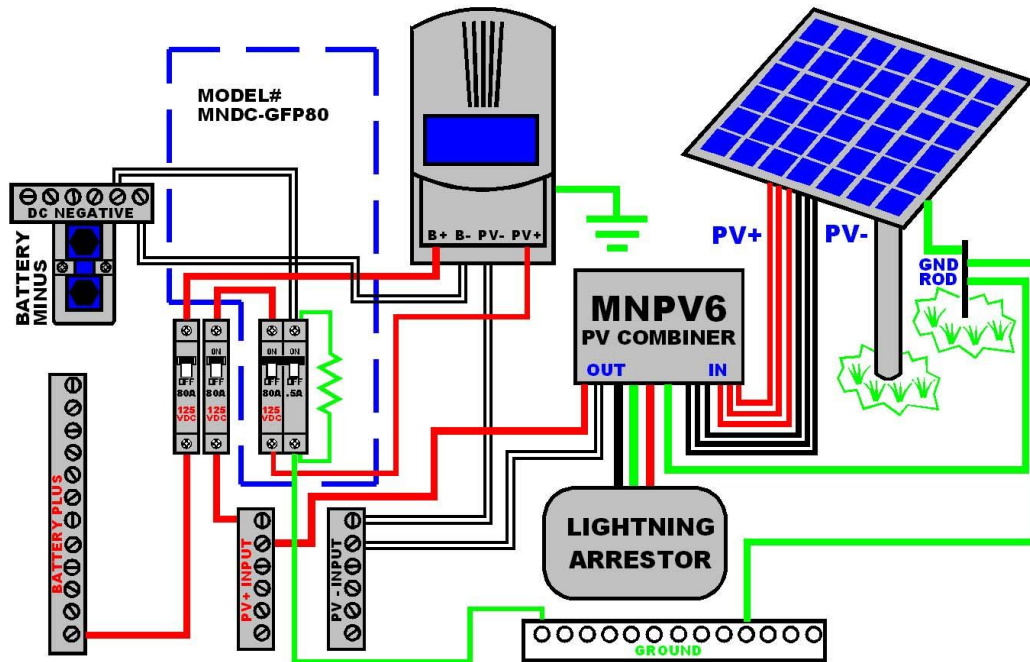 MODEL#
MNDC-GFP80
DC NEGATIVE
BATTERY
MINUS
B+ B- PV- PV+
PV+
PV-
GND
ROD
MNPV6
PV COMBINER
OUT
IN
OFF
80A
125
VDC
ON
OFF
80A
125
VDC
ON
OFF
80A
125
VDC
ON
OFF
.5A
BATTERY PLUS
PV+ INPUT
PV -INPUT
LIGHTNING
ARRESTOR
GROUND